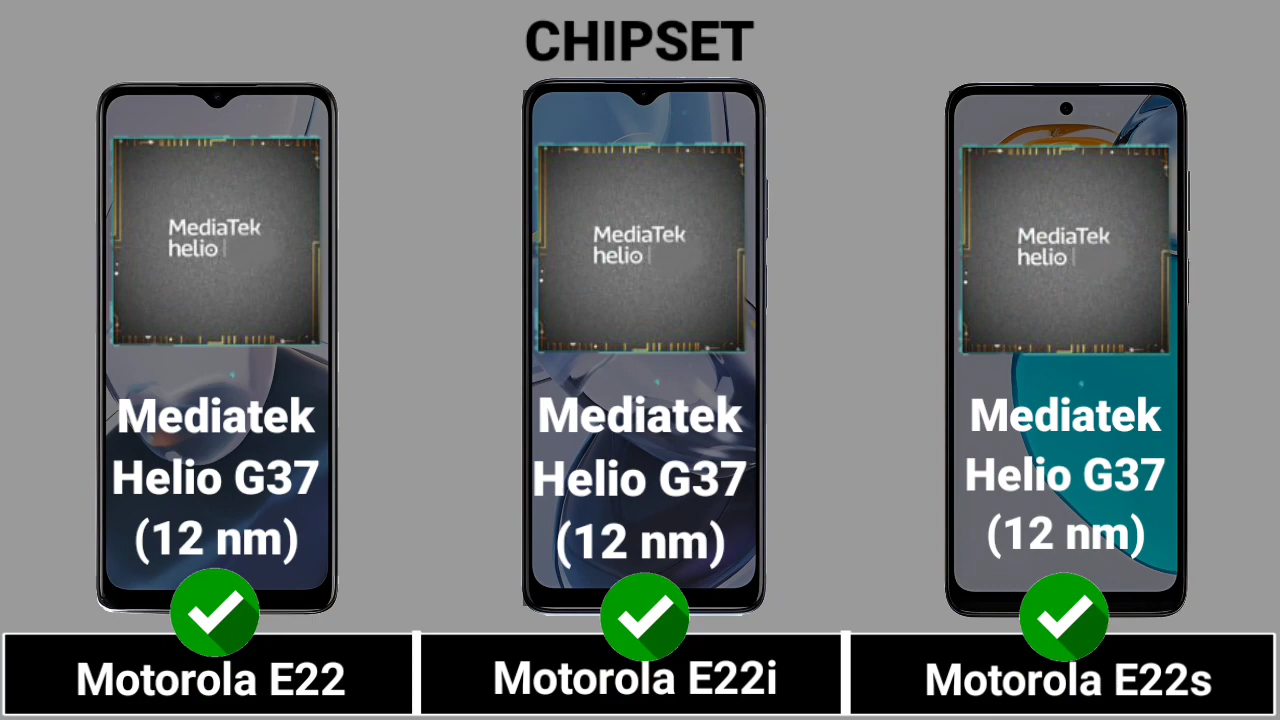 CHIPSET
MediaTek
helio
Mediatek
Helio G37
(12 nm)
Motorola E22
MediaTek
helio
Mediatek
Helio G37
(12 nm)
Motorola E22i
MediaTek
helio
Mediatek
Helio G37
(12 nm)
Motorola E22s